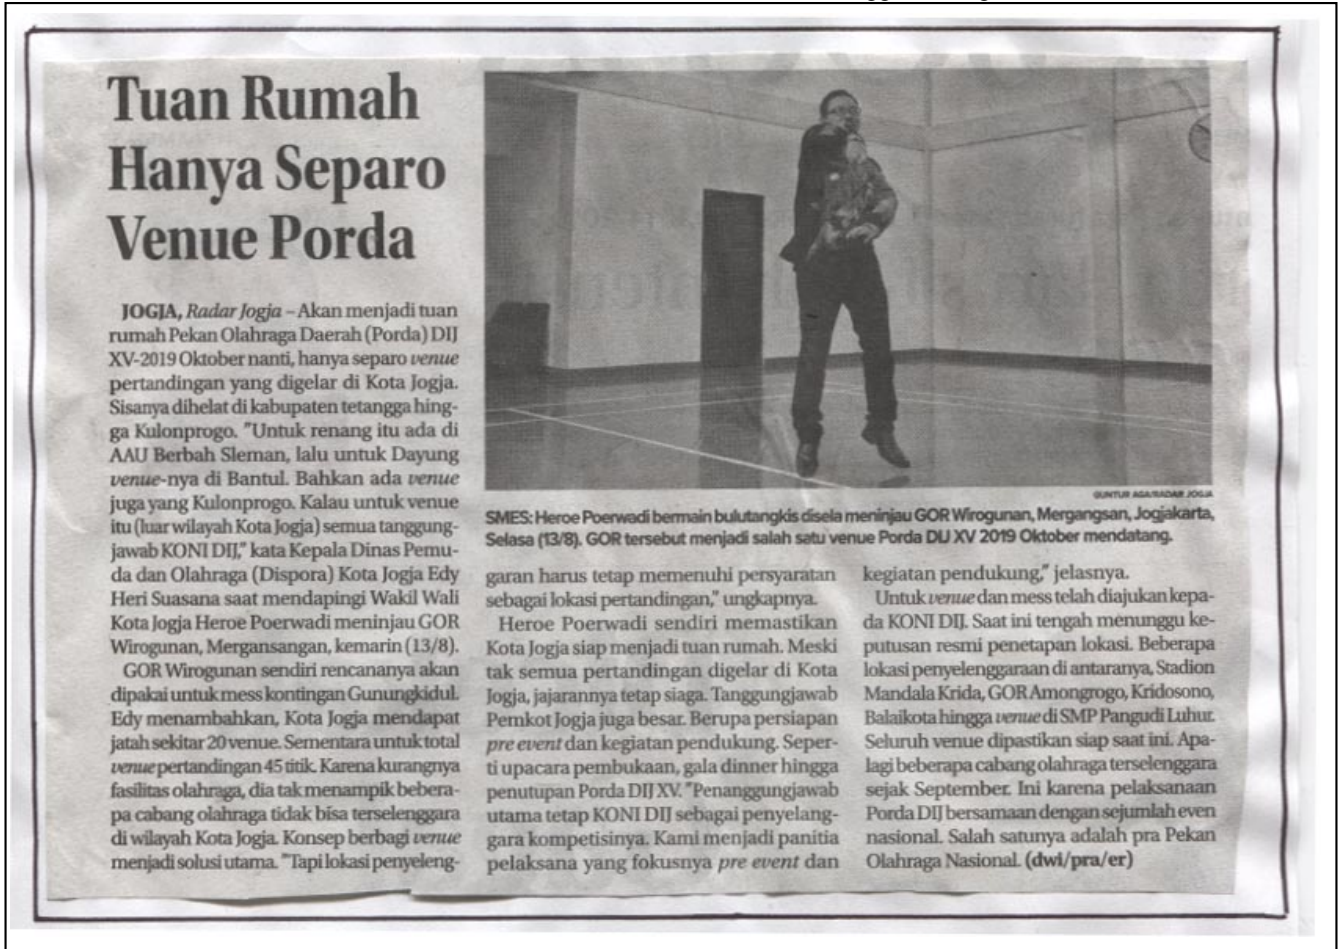 Tuan Rumah
Hanya Separo
Venue Porda
JOGJA, Radar Jogja – Akan menjadi tuan
rumah Pekan Olahraga Daerah (Porda) DIJ
XV-2019 Oktober nanti, hanya separo venue
pertandingan yang digelar di Kota Jogja.
Sisanya dihelat di kabupaten tetangga hing-
ga Kulonprogo. "Untuk renang itu ada di
AAU Berbah Sleman, lalu untuk Dayung
venue-nya di Bantul. Bahkan ada venue
juga yang Kulonprogo. Kalau untuk venue
itu (luar wilayah Kota Jogja) semua tanggung-
jawab KONI DIJ," kata Kepala Dinas Pemu-
da dan Olahraga (Dispora) Kota Jogja Edy
Heri Suasana saat mendapingi Wakil Wali
Kota Jogja Heroe Poerwadi meninjau GOR
Wirogunan, Mergansangan, kemarin (13/8).
GOR Wirogunan sendiri rencananya akan
dipakai untuk mess kontingan Gunungkidul.
Edy menambahkan, Kota Jogja mendapat
jatah sekitar 20 venue. Sementara untuk total
venue pertandingan 45 titik. Karena kurangnya
fasilitas olahraga, dia tak menampik bebera-
pa cabang olahraga tidak bisa terselenggara
di wilayah Kota Jogja. Konsep berbagi venue
menjadi solusi utama. "Tapi lokasi penyeleng-
GUNTUR AGA/RADAR JOGJA
SMES: Heroe Poerwadi bermain bulutangkis disela meninjau GOR Wirogunan, Mergangsan, Jogjakarta,
Selasa (13/8). GOR tersebut menjadi salah satu venue Porda DIJ XV 2019 Oktober mendatang.
garan harus tetap memenuhi persyaratan
sebagai lokasi pertandingan," ungkapnya.
Heroe Poerwadi sendiri memastikan
Kota Jogja siap menjadi tuan rumah. Meski
tak semua pertandingan digelar di Kota
Jogja, jajarannya tetap siaga. Tanggungjawab
Pemkot Jogja juga besar. Berupa persiapan
pre event dan kegiatan pendukung. Seper-
ti upacara pembukaan, gala dinner hingga
penutupan Porda DIJ XV. "Penanggungjawab
utama tetap KONI DIJ sebagai penyelang-
gara kompetisinya. Kami menjadi panitia
pelaksana yang fokusnya pre event dan
kegiatan pendukung," jelasnya.
Untuk venue dan mess telah diajukan kepa-
da KONI DIJ. Saat ini tengah menunggu ke-
putusan resmi penetapan lokasi. Beberapa
lokasi penyelenggaraan di antaranya, Stadion
Mandala Krida, GOR Amongrogo, Kridosono,
Balaikota hingga venue di SMP Pangudi Luhur.
Seluruh venue dipastikan siap saat ini. Apa-
lagi beberapa cabang olahraga terselenggara
sejak September. Ini karena pelaksanaan
Porda DIJ bersamaan dengan sejumlah even
nasional. Salah satunya adalah pra Pekan
Olahraga Nasional. (dwi/pra/er)